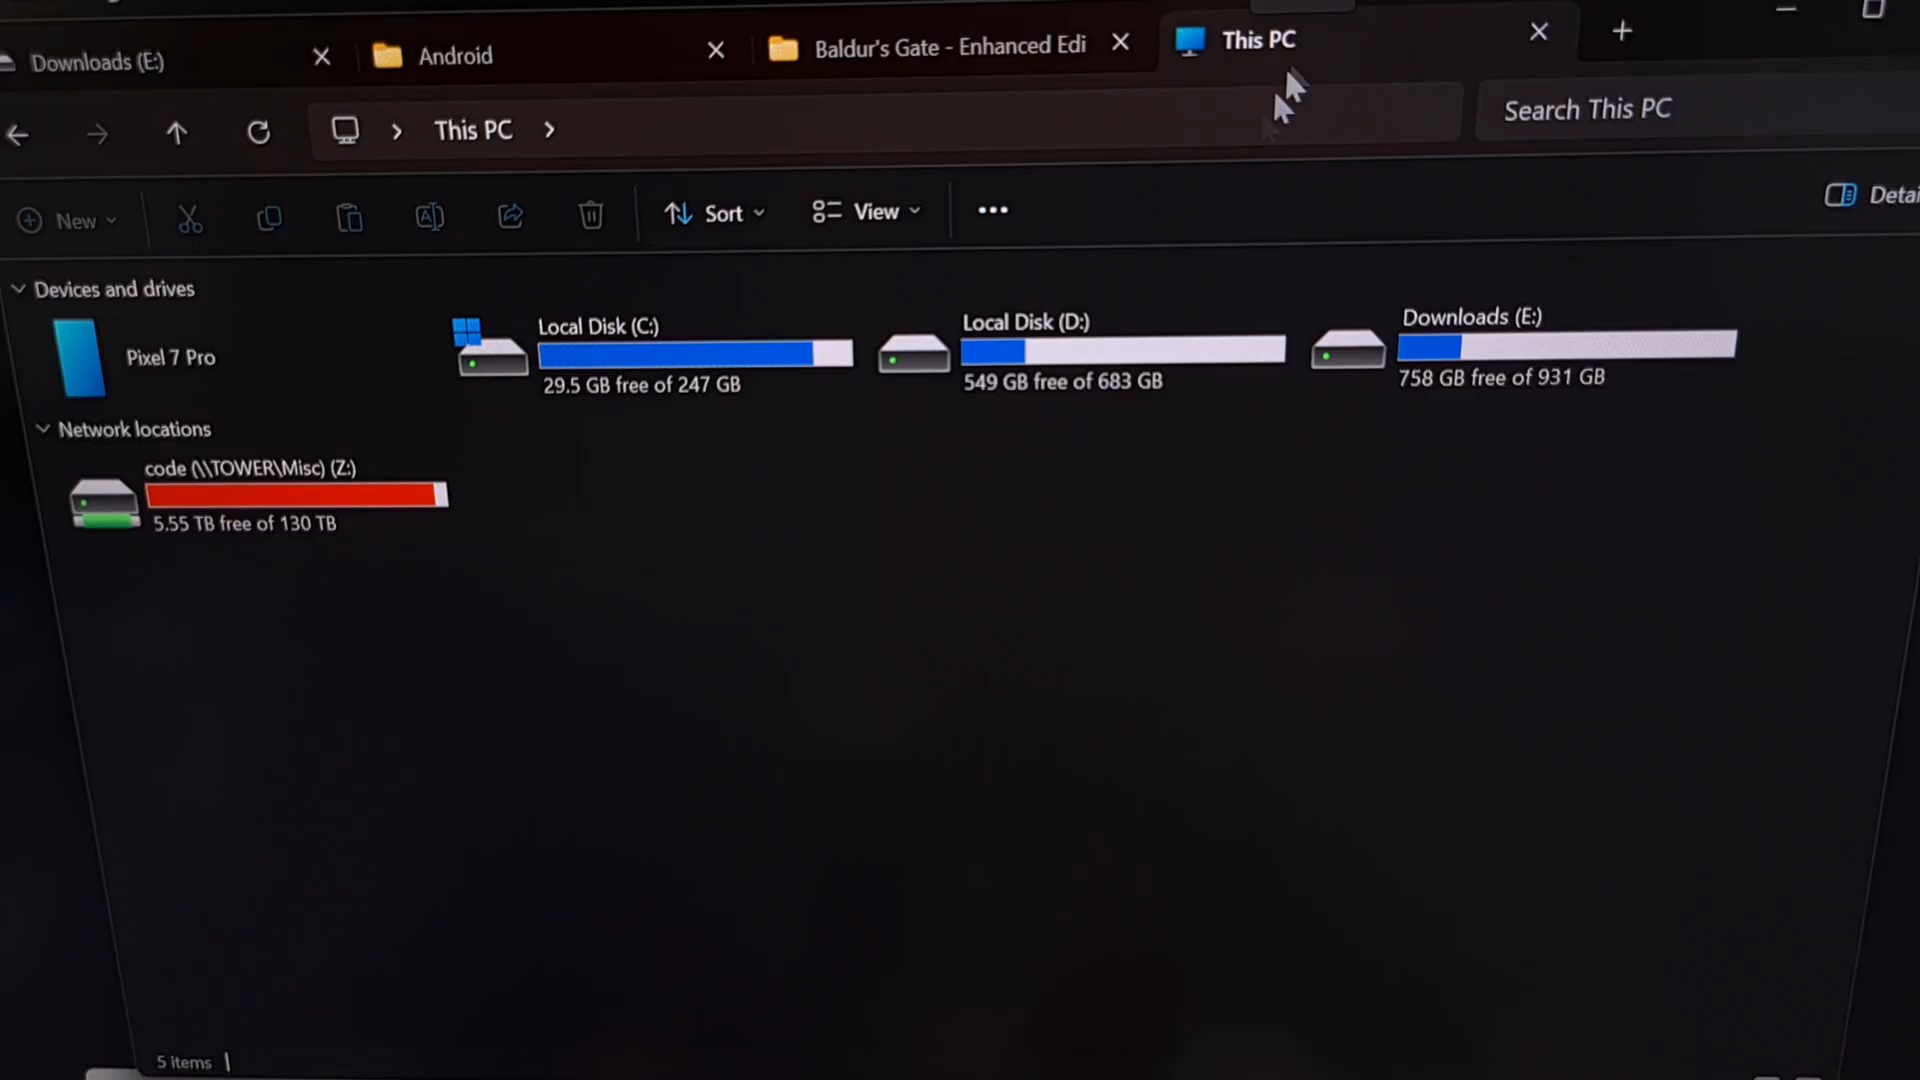 Downloads (E:)
Android
Baldur's Gate - Enhanced Edi
This PC
This PC
Search This PC
New
Sort
View
Detai
Devices and drives
Pixel 7 Pro
Local Disk (C:)
29.5 GB free of 247 GB
Local Disk (D:)
549 GB free of 683 GB
Downloads (E:)
758 GB free of 931 GB
Network locations
code (\\TOWER\Misc) (Z:)
5.55 TB free of 130 TB
5 items